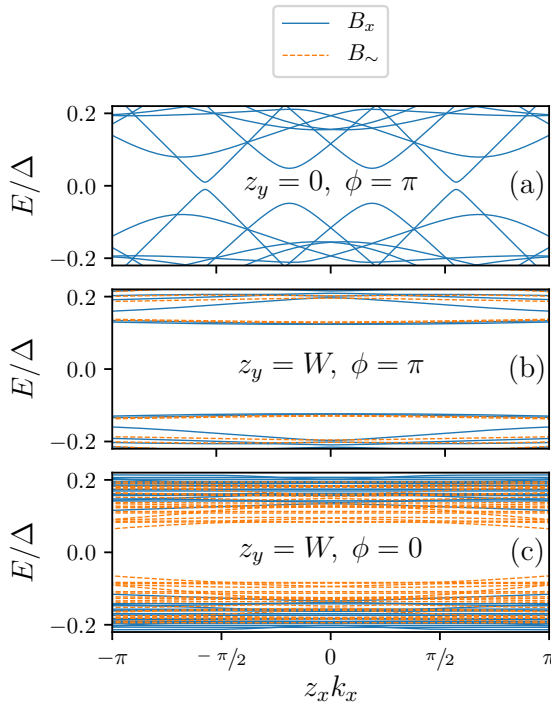 B_x
B_∼
0.2
0.0
−0.2
E/Δ
z_y = 0, ϕ = π
(a)
0.2
0.0
−0.2
E/Δ
z_y = W, ϕ = π
(b)
0.2
0.0
−0.2
E/Δ
z_y = W, ϕ = 0
(c)
−π −π/2 0 π/2 π
z_x k_x